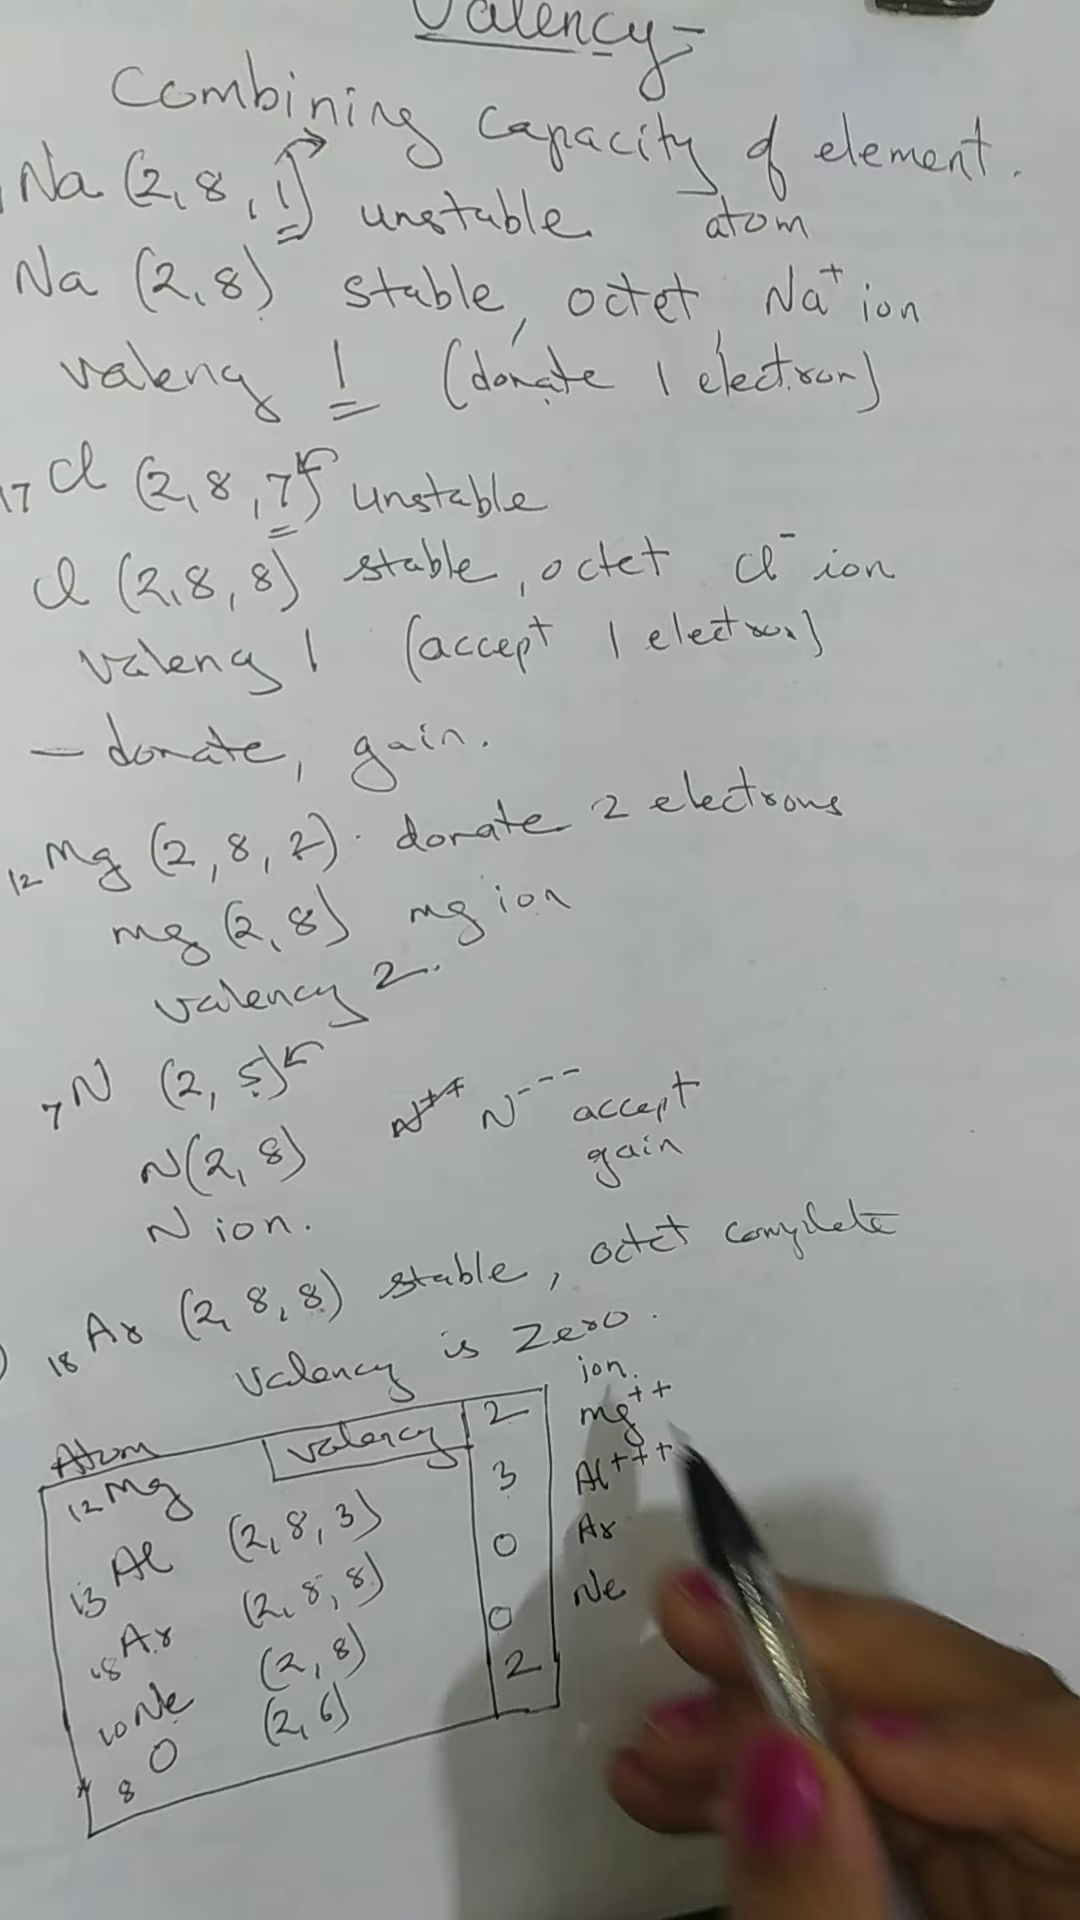 Valency -
Combining capacity of element.
Na (2, 8, 1) unstable atom
Na (2, 8) stable, octet, Na+ ion
valency 1 (donate 1 electron)
17 Cl (2, 8, 7) unstable
Cl (2, 8, 8) stable, octet Cl- ion
valency 1 (accept 1 electron)
- donate, gain.
12 Mg (2, 8, 2). donate 2 electrons
mg (2, 8) mg ion
valency 2.
7 N (2, 5)
N++ N--- accept
N (2, 8) gain
N ion.
18 Ar (2, 8, 8) stable, octet complete
valency is zero.
Atom valency ion.
12 Mg 2 mg++
13 Al (2, 8, 3) 3 Al+++
18 Ar (2, 8, 8) 0 Ar
10 Ne (2, 8) 0 Ne
8 O (2, 6) 2